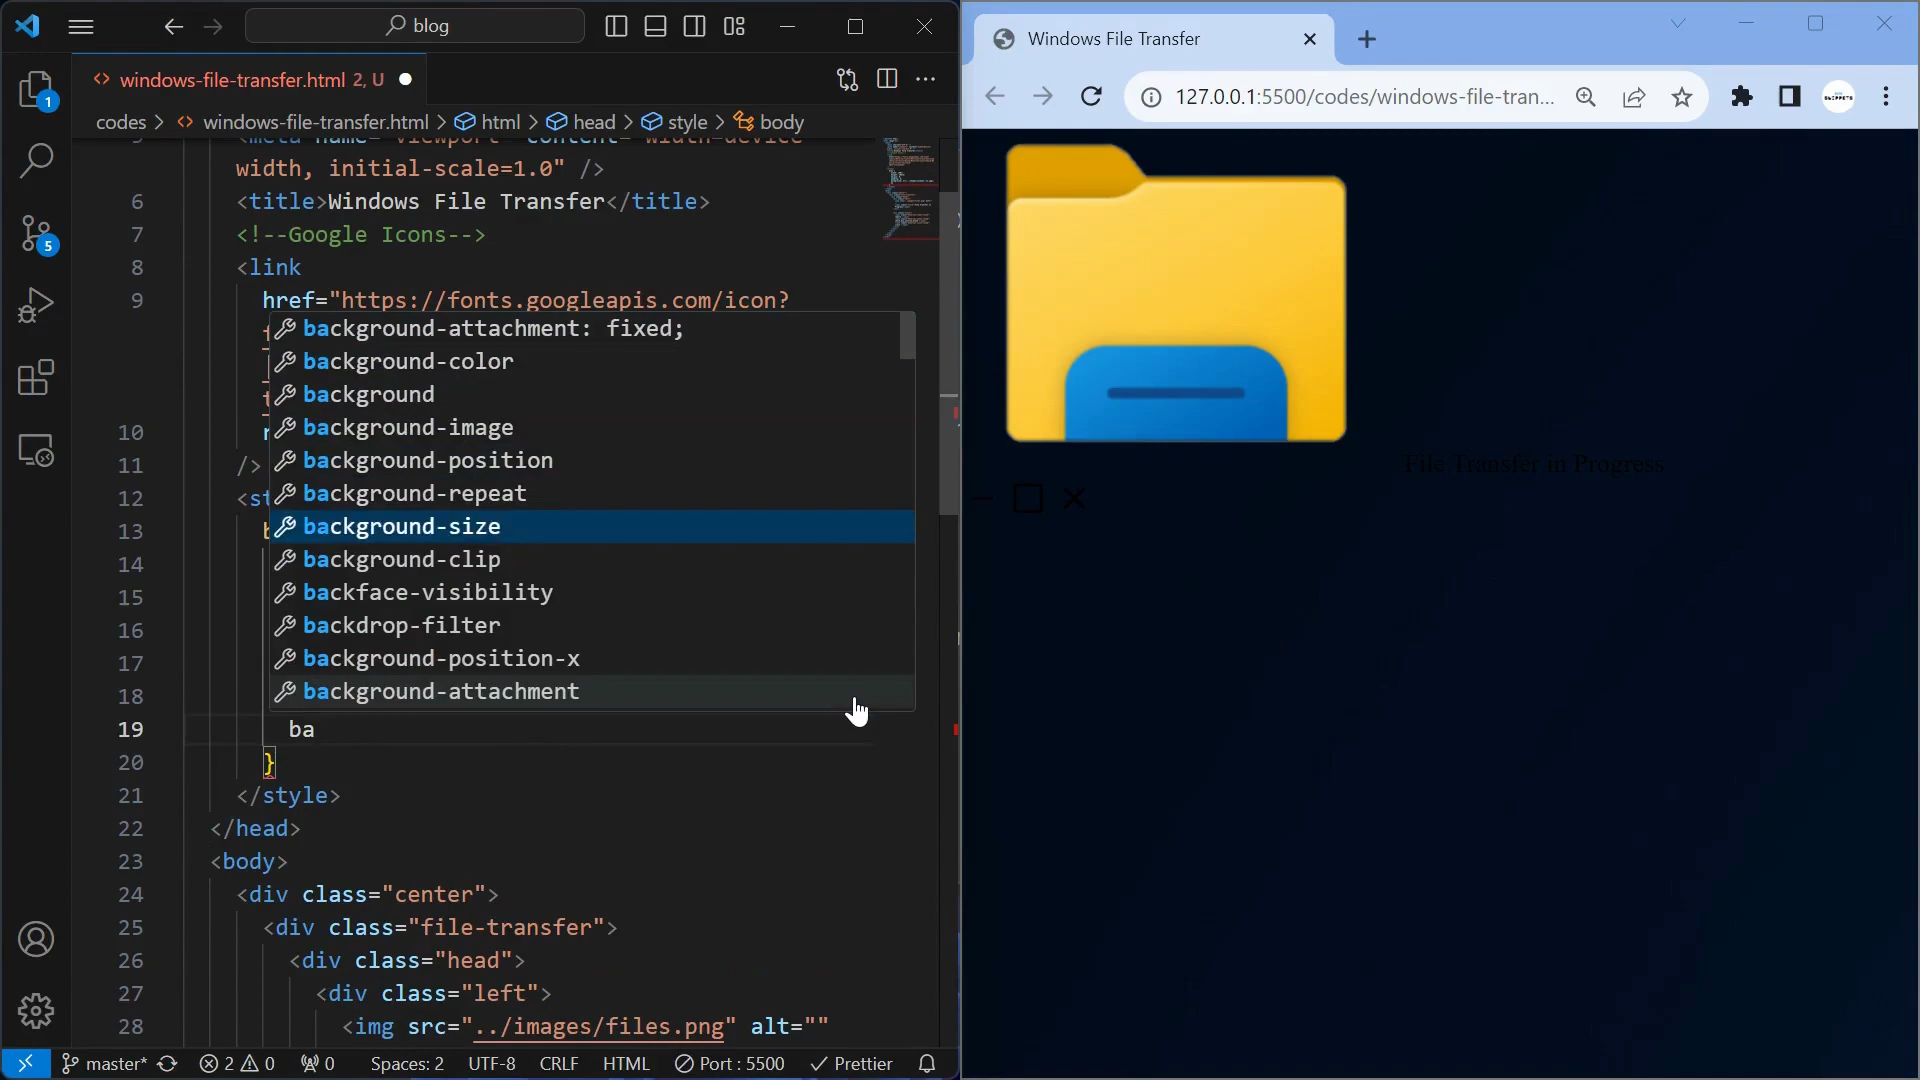 blog
windows-file-transfer.html 2, U
codes > windows-file-transfer.html > html > head > style > body
width, initial-scale=1.0" />
6 <title>Windows File Transfer</title>
7 <!--Google Icons-->
8 <link
9 href="https://fonts.googleapis.com/icon?
background-attachment: fixed;
background-color
background
background-image
10 background-position
11 /> background-repeat
12 <st background-size
13 background-clip
14 backface-visibility
15 backdrop-filter
16 background-position-x
17 background-attachment
18
19 ba
20 }
21 </style>
22 </head>
23 <body>
24 <div class="center">
25 <div class="file-transfer">
26 <div class="head">
27 <div class="left">
28 <img src="../images/files.png" alt=""
1
5
master* 2 0 0 Spaces: 2 UTF-8 CRLF HTML Port : 5500 Prettier
Windows File Transfer
127.0.0.1:5500/codes/windows-file-tran...
File Transfer in Progress